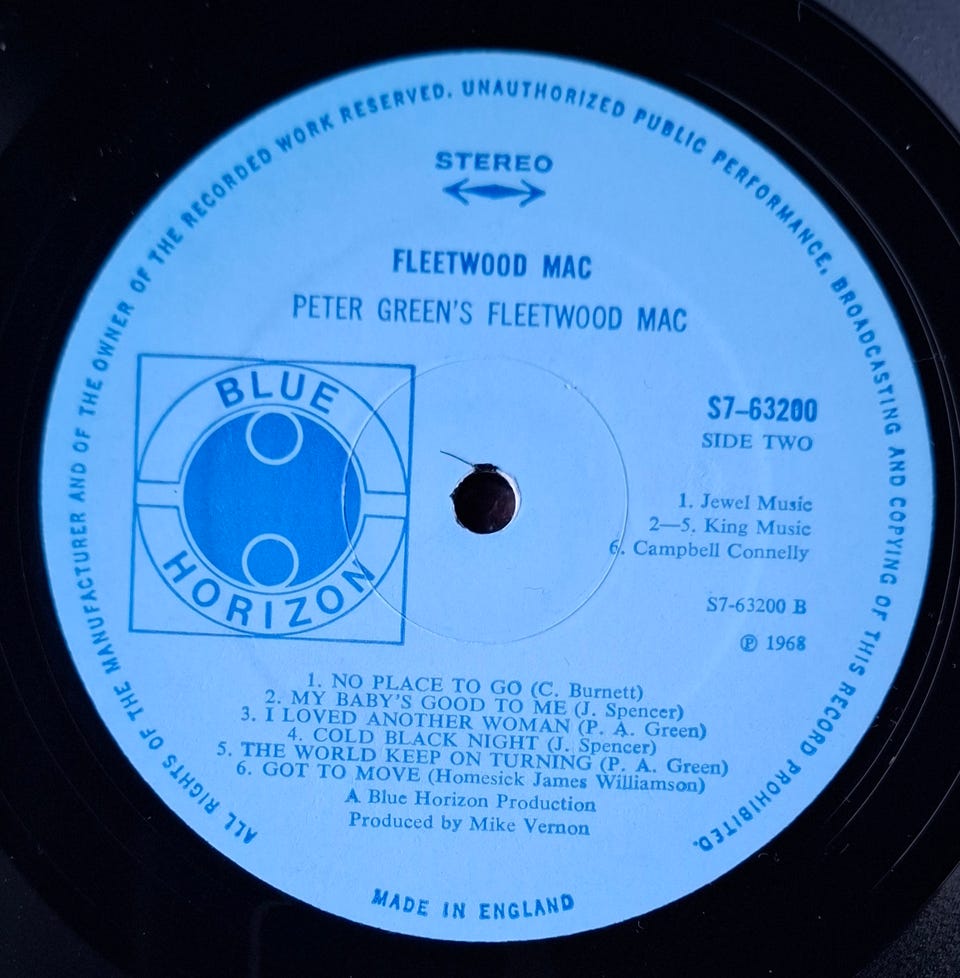 ALL RIGHTS OF THE MANUFACTURER AND OF THE OWNER OF THE RECORDED WORK RESERVED. UNAUTHORIZED PUBLIC PERFORMANCE, BROADCASTING AND COPYING OF THIS RECORD PROHIBITED.
STEREO
FLEETWOOD MAC
PETER GREEN'S FLEETWOOD MAC
BLUE
HORIZON
S7-63200
SIDE TWO
1. Jewel Music
2—5. King Music
6. Campbell Connelly
S7-63200 B
℗ 1968
1. NO PLACE TO GO (C. Burnett)
2. MY BABY'S GOOD TO ME (J. Spencer)
3. I LOVED ANOTHER WOMAN (P. A. Green)
4. COLD BLACK NIGHT (J. Spencer)
5. THE WORLD KEEP ON TURNING (P. A. Green)
6. GOT TO MOVE (Homesick James Williamson)
A Blue Horizon Production
Produced by Mike Vernon
MADE IN ENGLAND